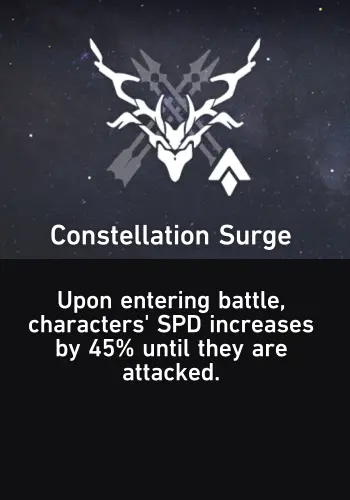 Constellation Surge
Upon entering battle,
characters' SPD increases
by 45% until they are
attacked.